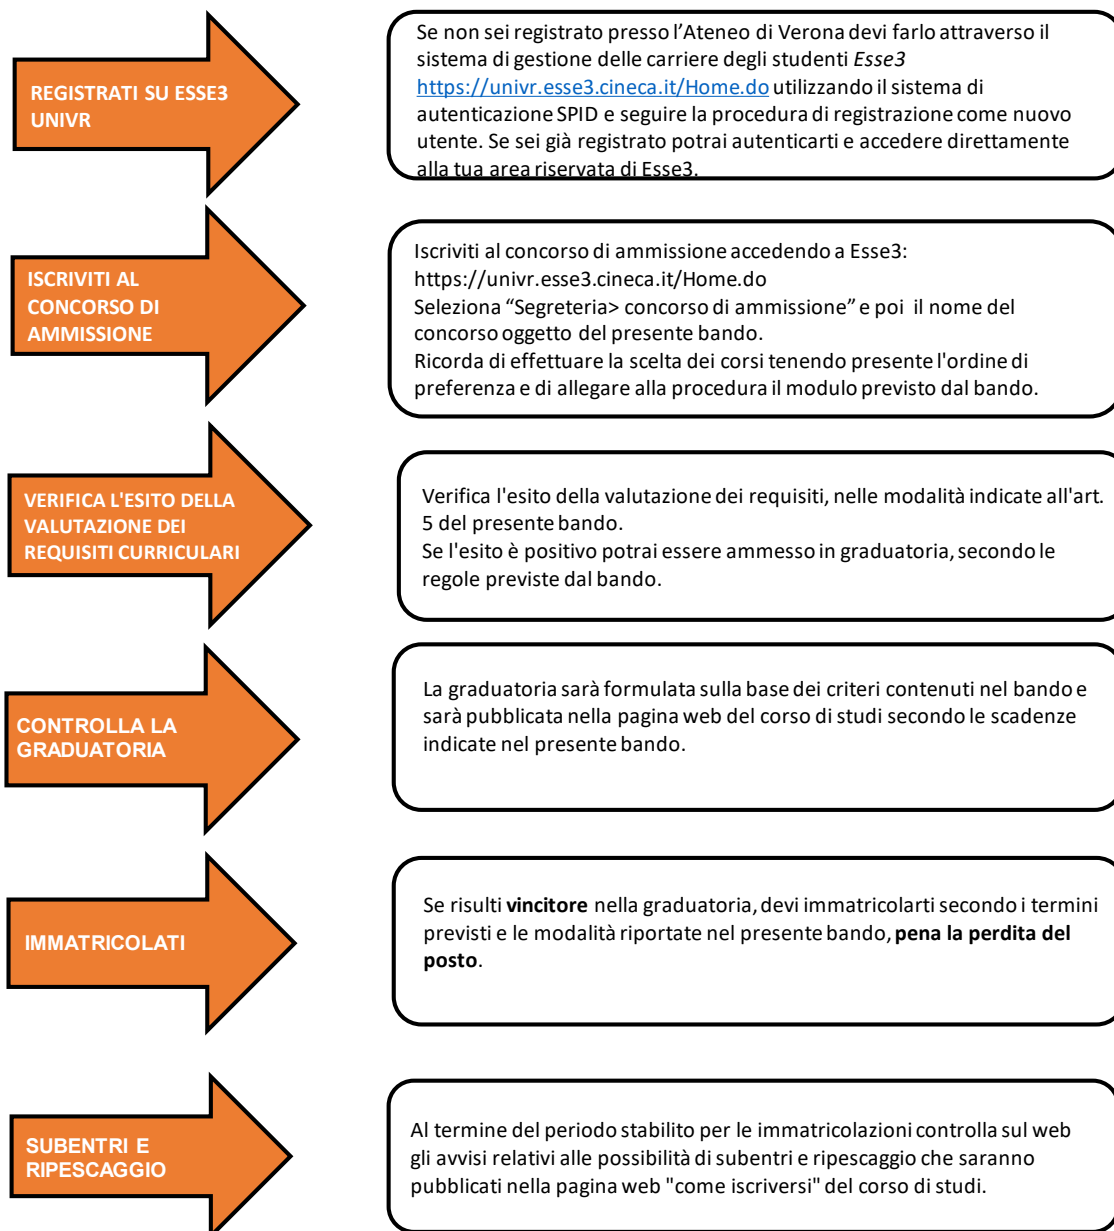 REGISTRATI SU ESSE3
UNIVR
Se non sei registrato presso l’Ateneo di Verona devi farlo attraverso il
sistema di gestione delle carriere degli studenti Esse3
https://univr.esse3.cineca.it/Home.do utilizzando il sistema di
autenticazione SPID e seguire la procedura di registrazione come nuovo
utente. Se sei già registrato potrai autenticarti e accedere direttamente
alla tua area riservata di Esse3.
ISCRIVITI AL
CONCORSO DI
AMMISSIONE
Iscriviti al concorso di ammissione accedendo a Esse3:
https://univr.esse3.cineca.it/Home.do
Seleziona “Segreteria> concorso di ammissione” e poi il nome del
concorso oggetto del presente bando.
Ricorda di effettuare la scelta dei corsi tenendo presente l'ordine di
preferenza e di allegare alla procedura il modulo previsto dal bando.
VERIFICA L'ESITO DELLA
VALUTAZIONE DEI
REQUISITI CURRICULARI
Verifica l'esito della valutazione dei requisiti, nelle modalità indicate all'art.
5 del presente bando.
Se l'esito è positivo potrai essere ammesso in graduatoria, secondo le
regole previste dal bando.
CONTROLLA LA
GRADUATORIA
La graduatoria sarà formulata sulla base dei criteri contenuti nel bando e
sarà pubblicata nella pagina web del corso di studi secondo le scadenze
indicate nel presente bando.
IMMATRICOLATI
Se risulti vincitore nella graduatoria, devi immatricolarti secondo i termini
previsti e le modalità riportate nel presente bando, pena la perdita del
posto.
SUBENTRI E
RIPESCAGGIO
Al termine del periodo stabilito per le immatricolazioni controlla sul web
gli avvisi relativi alle possibilità di subentri e ripescaggio che saranno
pubblicati nella pagina web "come iscriversi" del corso di studi.